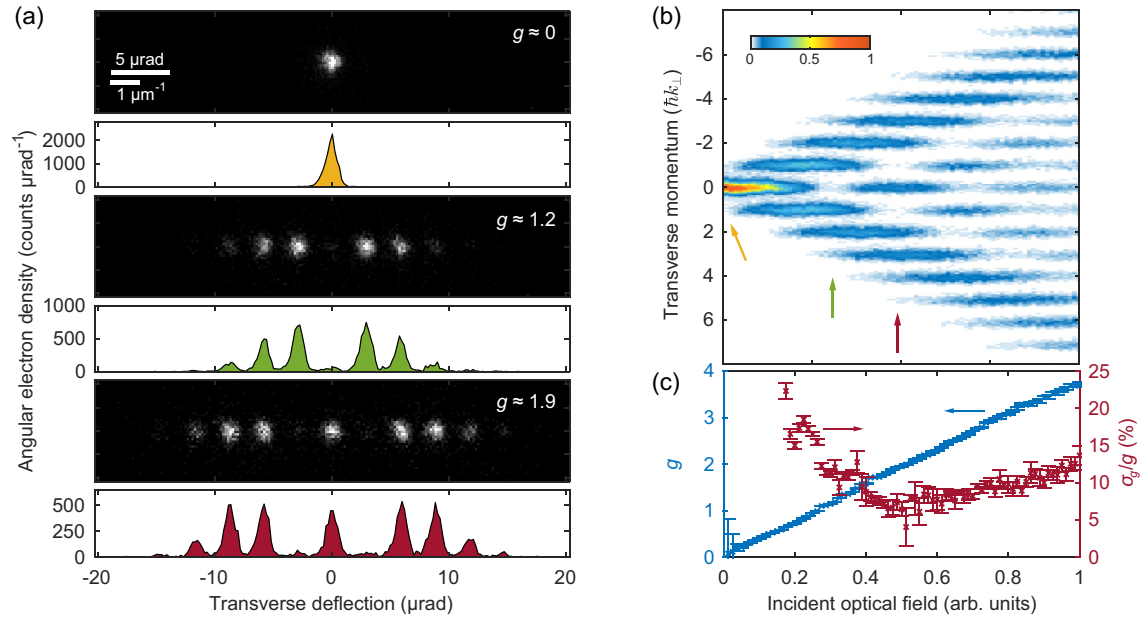 (a)
g ≈ 0
5 µrad
1 µm⁻¹
Angular electron density (counts µrad⁻¹)
2000
1000
0
g ≈ 1.2
1000
500
0
g ≈ 1.9
500
250
0
-20 -10 0 10 20
Transverse deflection (µrad)
(b)
Transverse momentum (ħk⊥)
-6
-4
-2
0
2
4
6
0 0.5 1
(c)
g
4
3
2
1
0
25
20
15
10
5
0
σg/g (%)
0 0.2 0.4 0.6 0.8 1
Incident optical field (arb. units)